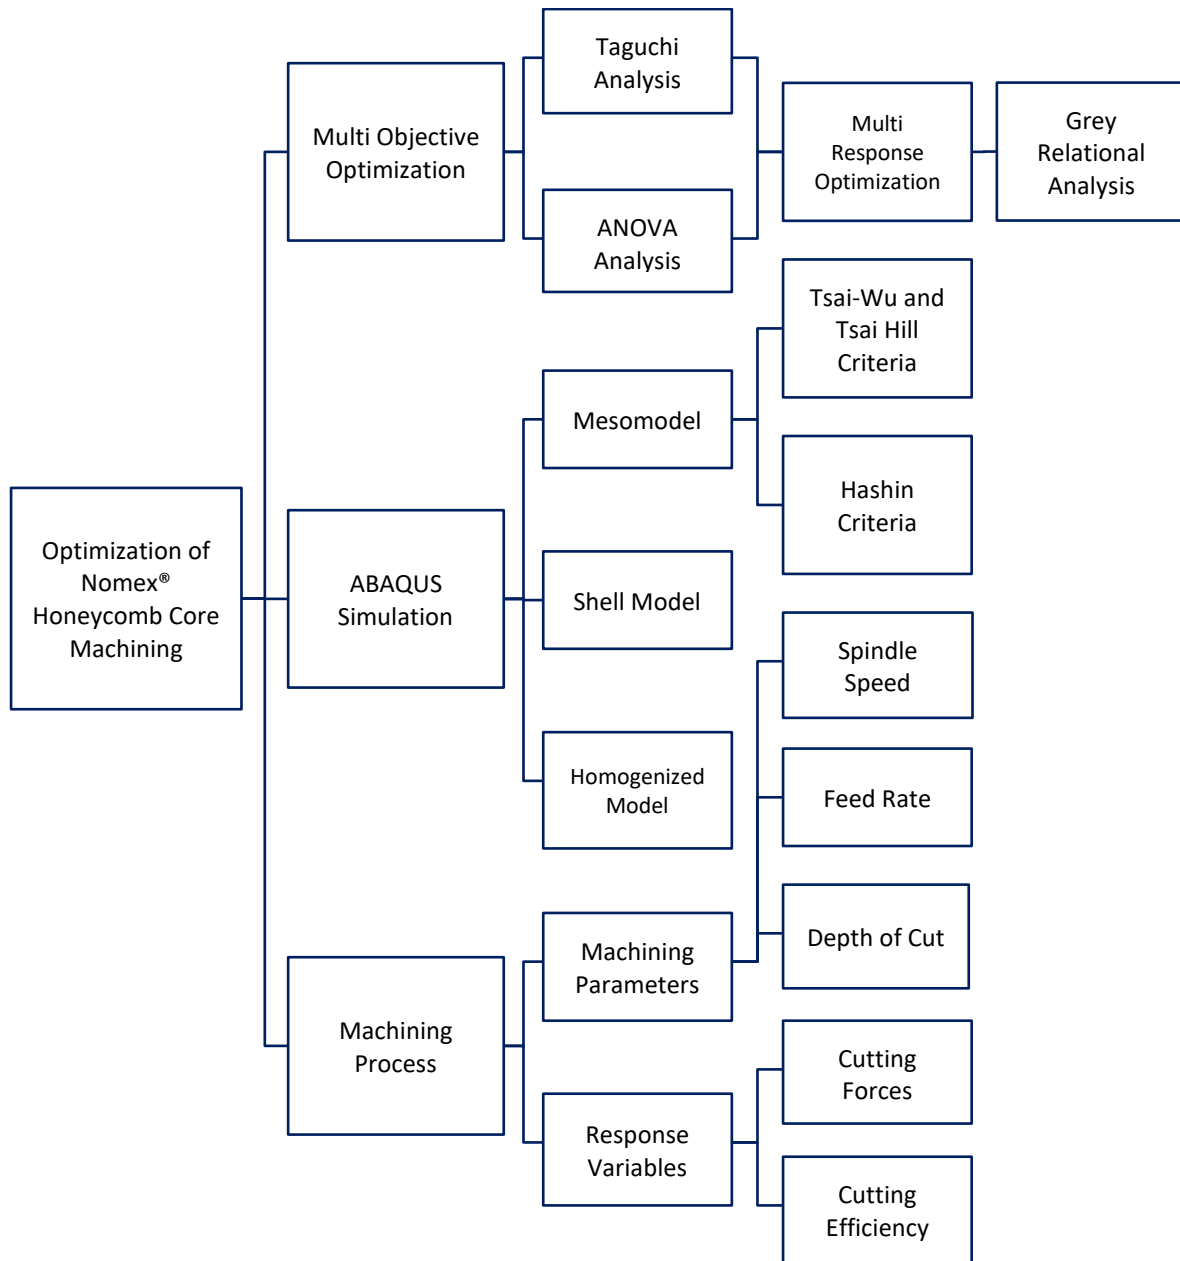 Optimization of
Nomex®
Honeycomb Core
Machining
Multi Objective
Optimization
Taguchi
Analysis
ANOVA
Analysis
Multi
Response
Optimization
Grey
Relational
Analysis
ABAQUS
Simulation
Mesomodel
Tsai-Wu and
Tsai Hill
Criteria
Hashin
Criteria
Shell Model
Homogenized
Model
Machining
Process
Machining
Parameters
Spindle
Speed
Feed Rate
Depth of Cut
Response
Variables
Cutting
Forces
Cutting
Efficiency